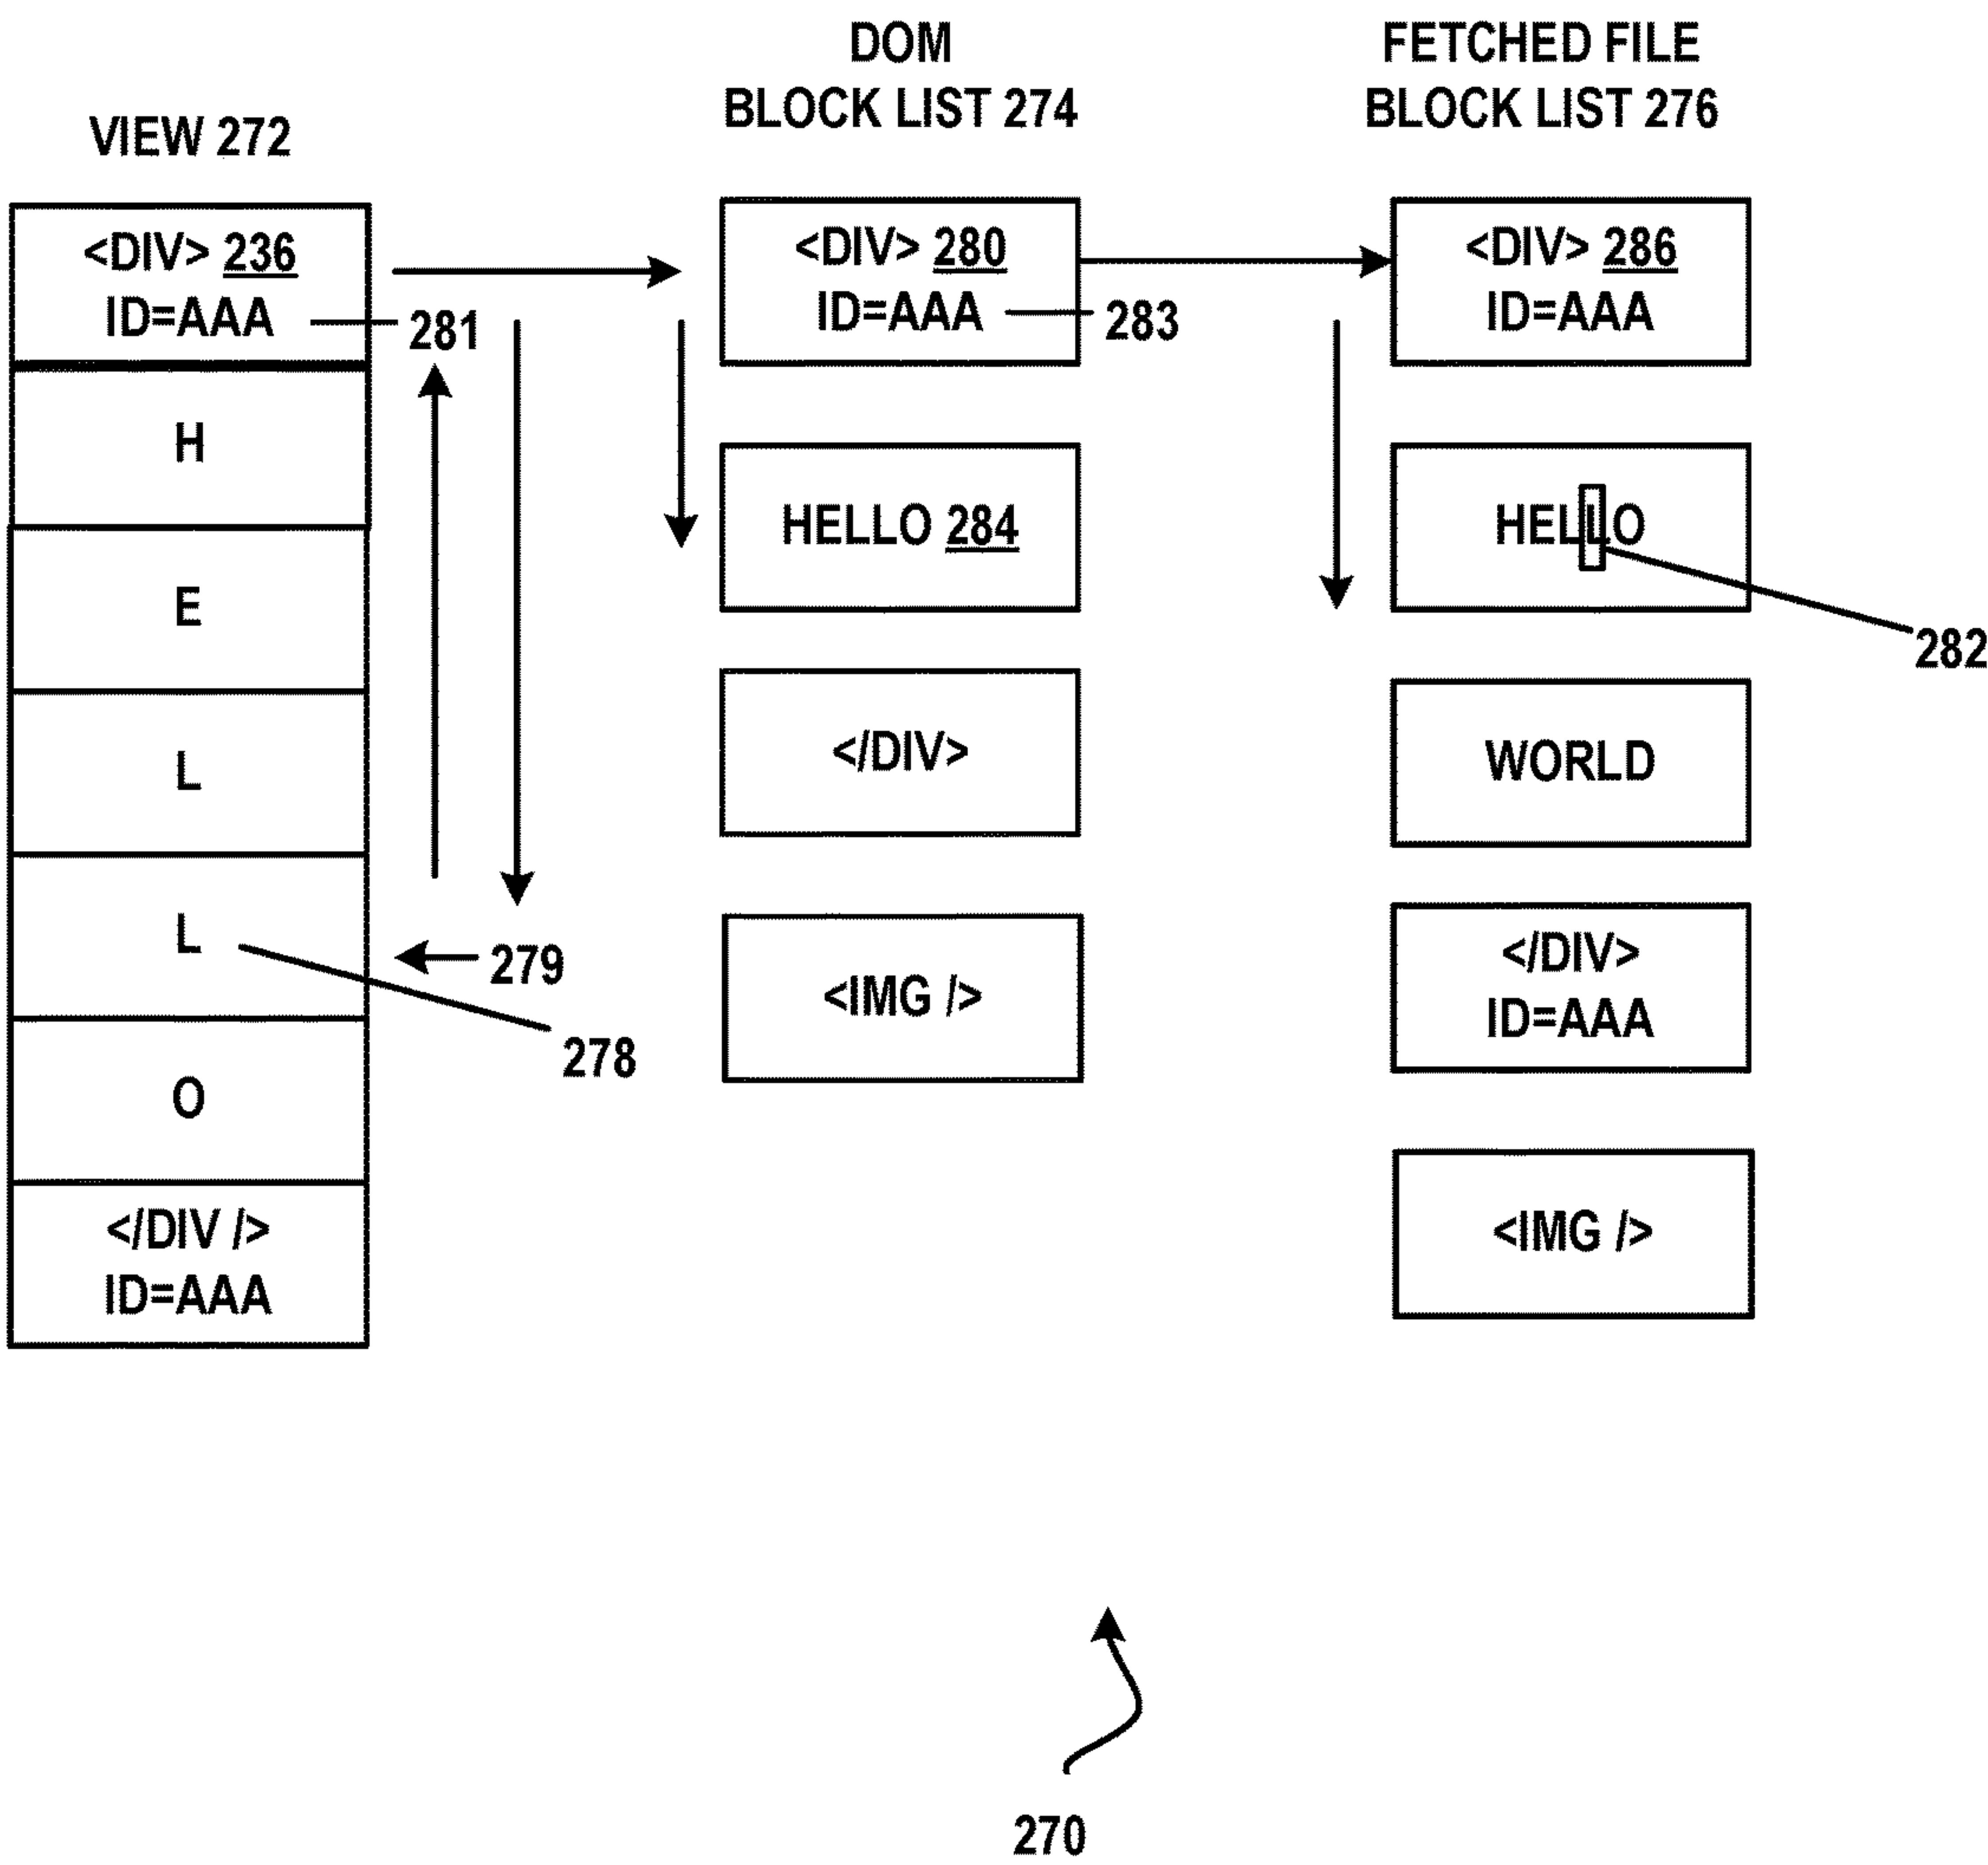 VIEW 272
<DIV> 236
ID=AAA
281
H
E
L
L
279
278
O
</DIV />
ID=AAA
DOM
BLOCK LIST 274
<DIV> 280
ID=AAA
283
HELLO 284
</DIV>
<IMG />
FETCHED FILE
BLOCK LIST 276
<DIV> 286
ID=AAA
HELLO
282
WORLD
</DIV>
ID=AAA
<IMG />
270